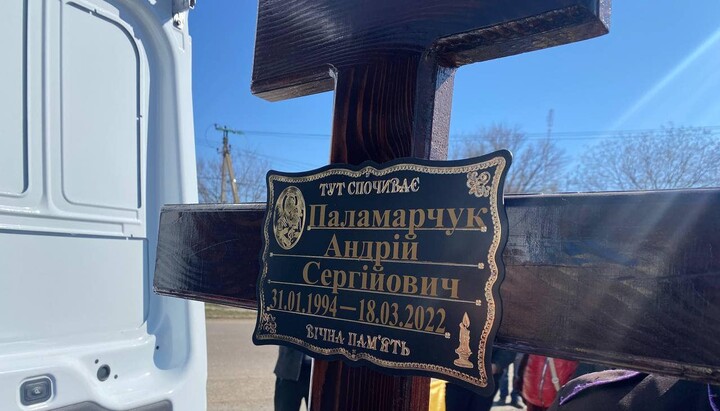 ТУТ СПОЧИВАЄ
Паламарчук
Андрій
Сергійович
31.01.1994—18.03.2022
ВІЧНА ПАМ'ЯТЬ